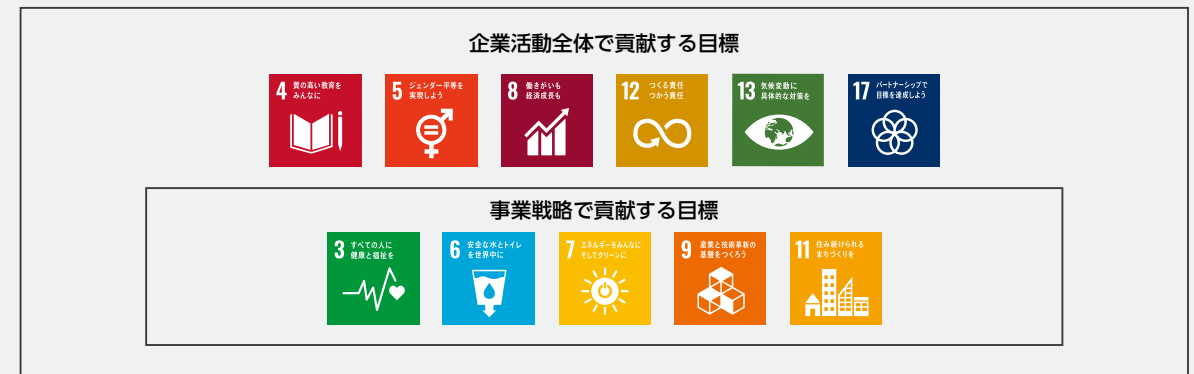 企業活動全体で貢献する目標
4 質の高い教育を
みんなに
5 ジェンダー平等を
実現しよう
8 働きがいも
経済成長も
12 つくる責任
つかう責任
13 気候変動に
具体的な対策を
17 パートナーシップで
目標を達成しよう
事業戦略で貢献する目標
3 すべての人に
健康と福祉を
6 安全な水とトイレ
を世界中に
7 エネルギーをみんなに
そしてクリーンに
9 産業と技術革新の
基盤をつくろう
11 住み続けられる
まちづくりを